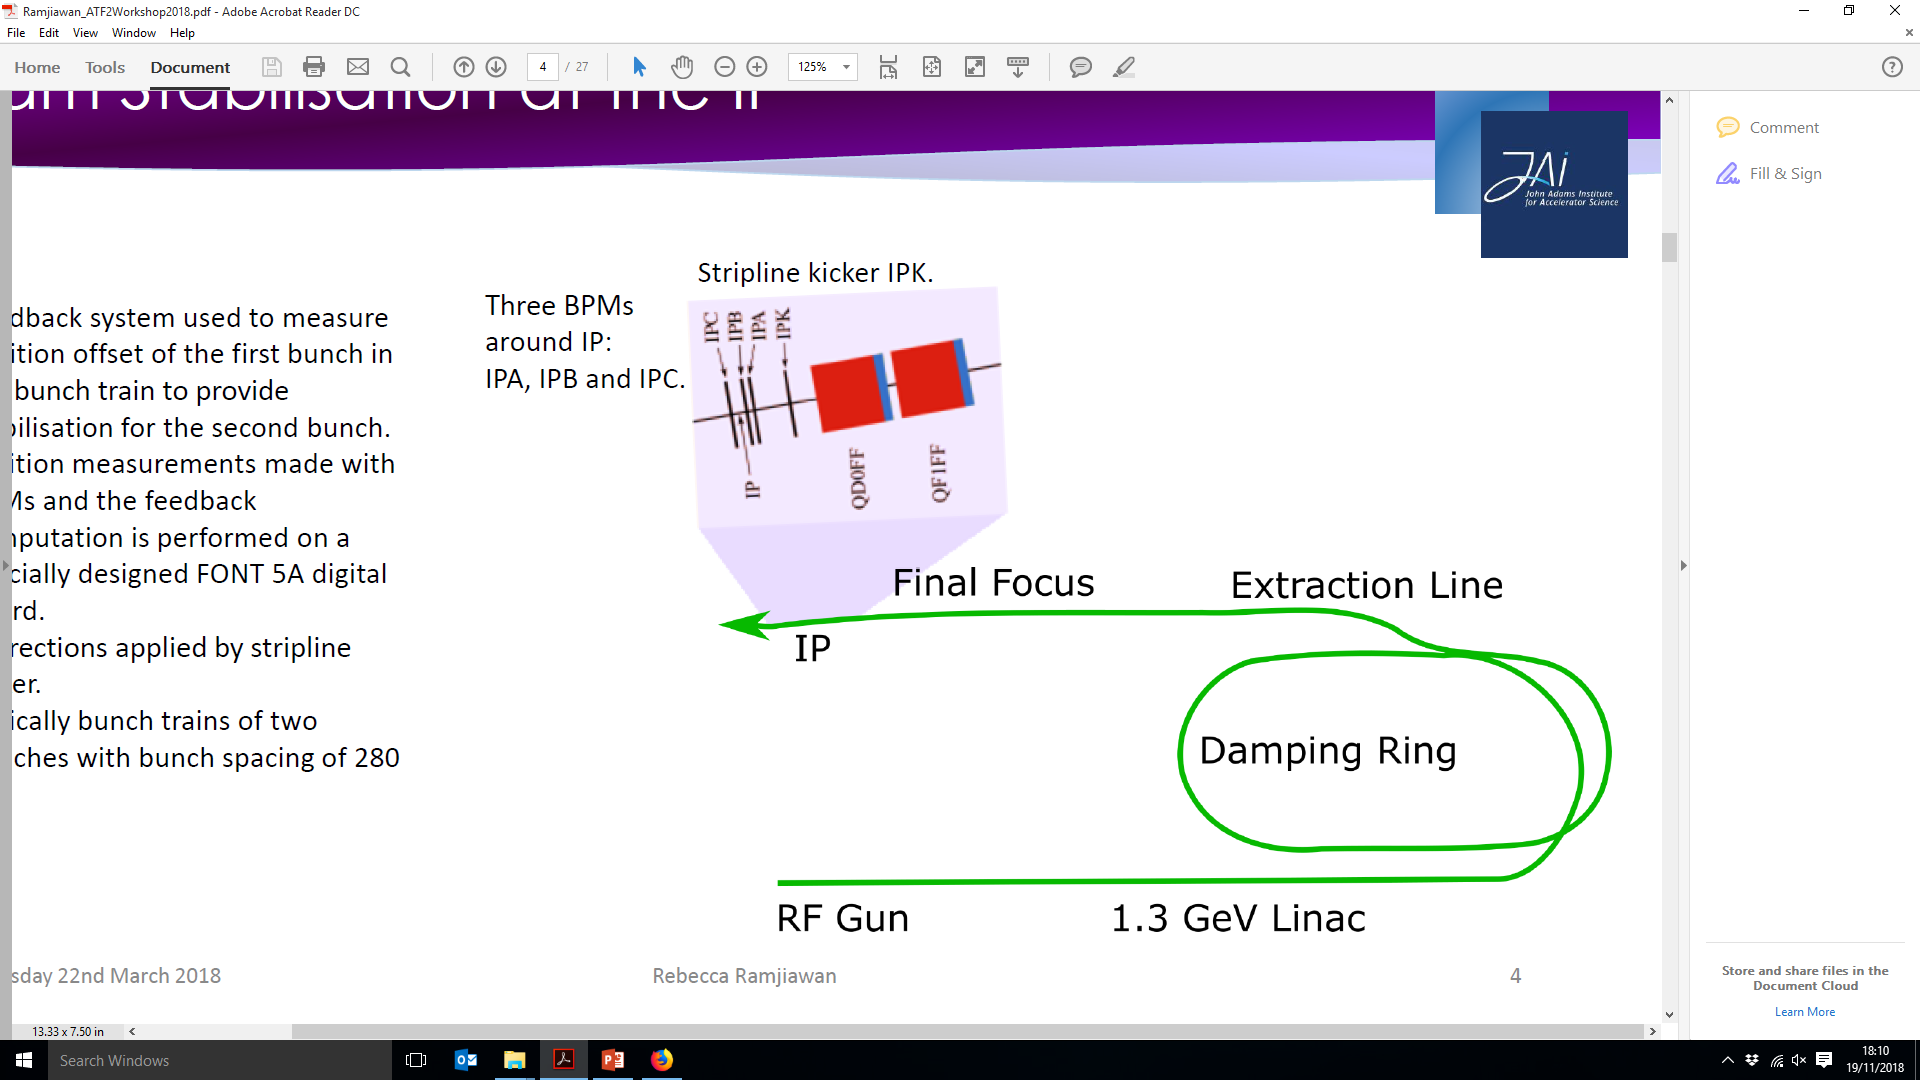 Ramjiawan_ATF2Workshop2018.pdf - Adobe Acrobat Reader DC
File Edit View Window Help
Home Tools Document 4 / 27 125%
stabilisation at the IP
JAi
John Adams Institute
for Accelerator Science
Comment
Fill & Sign
Stripline kicker IPK.
Three BPMs
around IP:
IPA, IPB and IPC.
IPC IPB IPA IPK
IP QD0FF QF1FF
dback system used to measure
ition offset of the first bunch in
bunch train to provide
bilisation for the second bunch.
ition measurements made with
Ms and the feedback
nputation is performed on a
cially designed FONT 5A digital
rd.
rections applied by stripline
er.
ically bunch trains of two
ches with bunch spacing of 280
Final Focus
Extraction Line
IP
Damping Ring
RF Gun
1.3 GeV Linac
sday 22nd March 2018
Rebecca Ramjiawan
4
Store and share files in the
Document Cloud
Learn More
13.33 x 7.50 in
Search Windows
18:10
19/11/2018